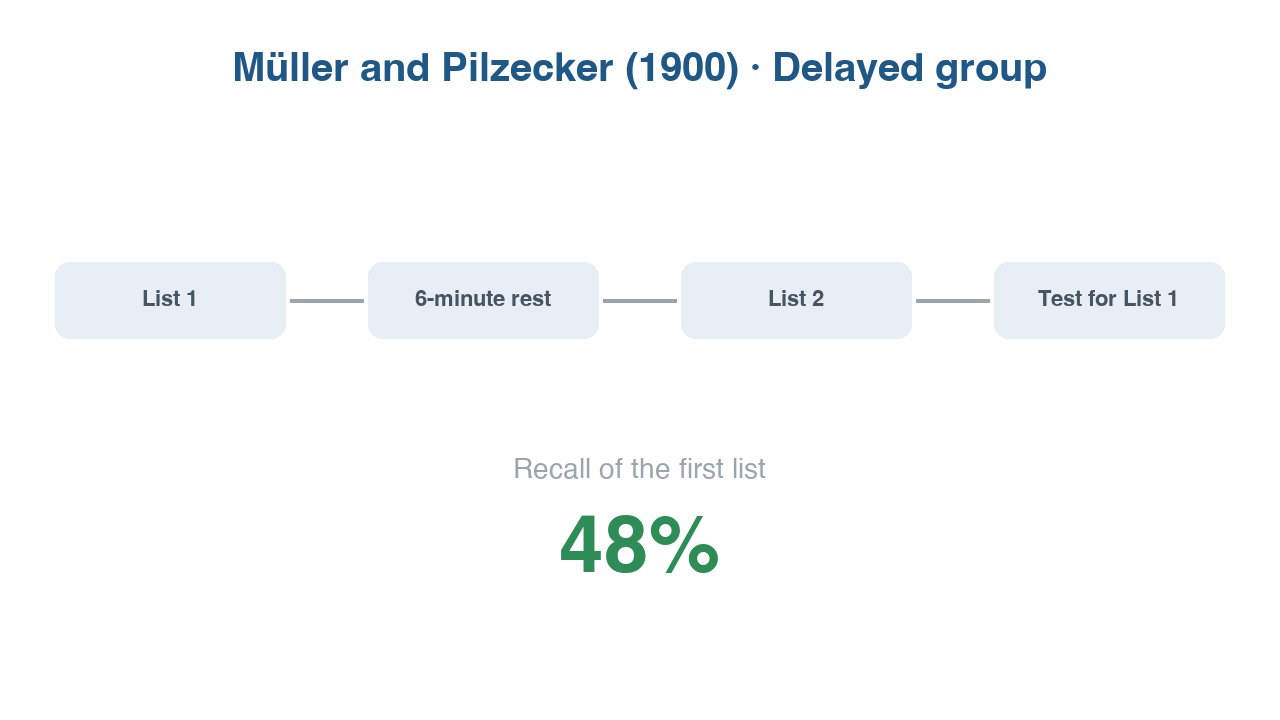 Müller and Pilzecker (1900) · Delayed group
List 1
6-minute rest
List 2
Test for List 1
Recall of the first list
48%